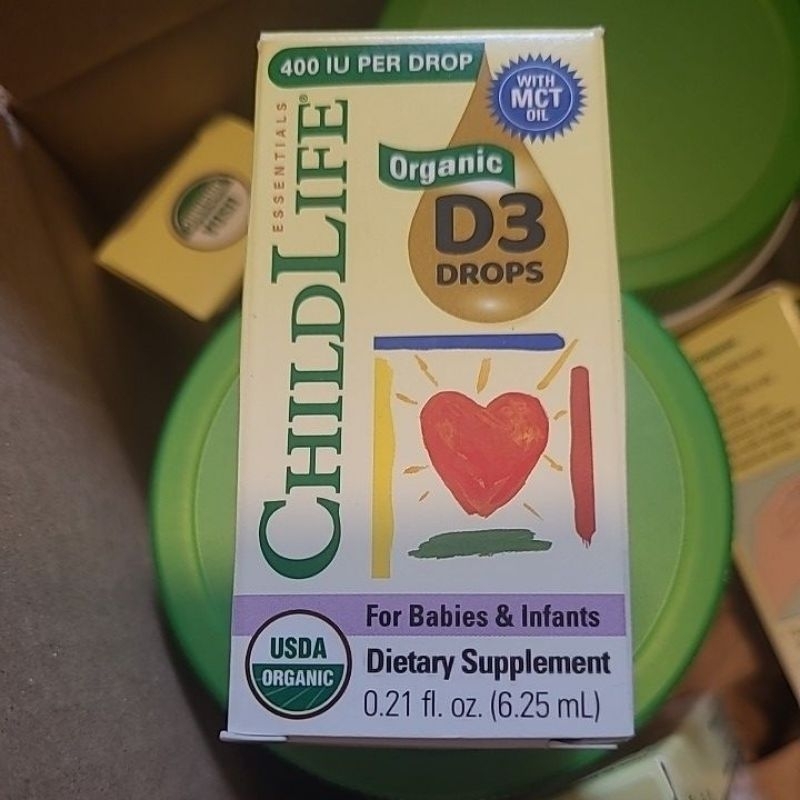 400 IU PER DROP
WITH
MCT
OIL
ESSENTIALS
CHILDLIFE®
Organic
D3
DROPS
For Babies & Infants
USDA
ORGANIC
Dietary Supplement
0.21 fl. oz. (6.25 mL)